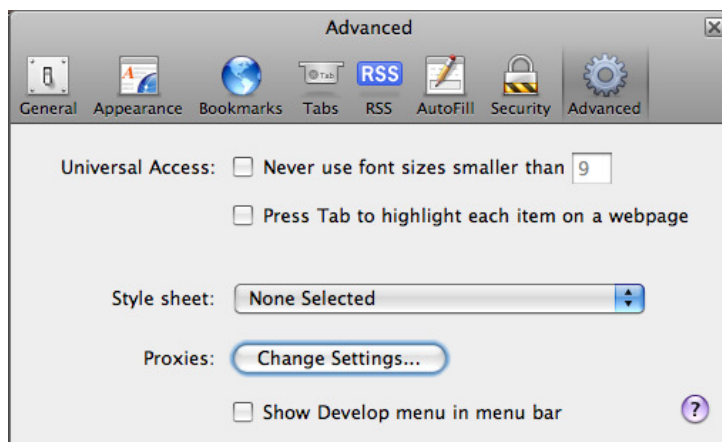 Advanced
Tab
RSS
General Appearance Bookmarks Tabs RSS AutoFill Security Advanced
Universal Access: Never use font sizes smaller than 9
Press Tab to highlight each item on a webpage
Style sheet: None Selected
Proxies: Change Settings...
Show Develop menu in menu bar
?